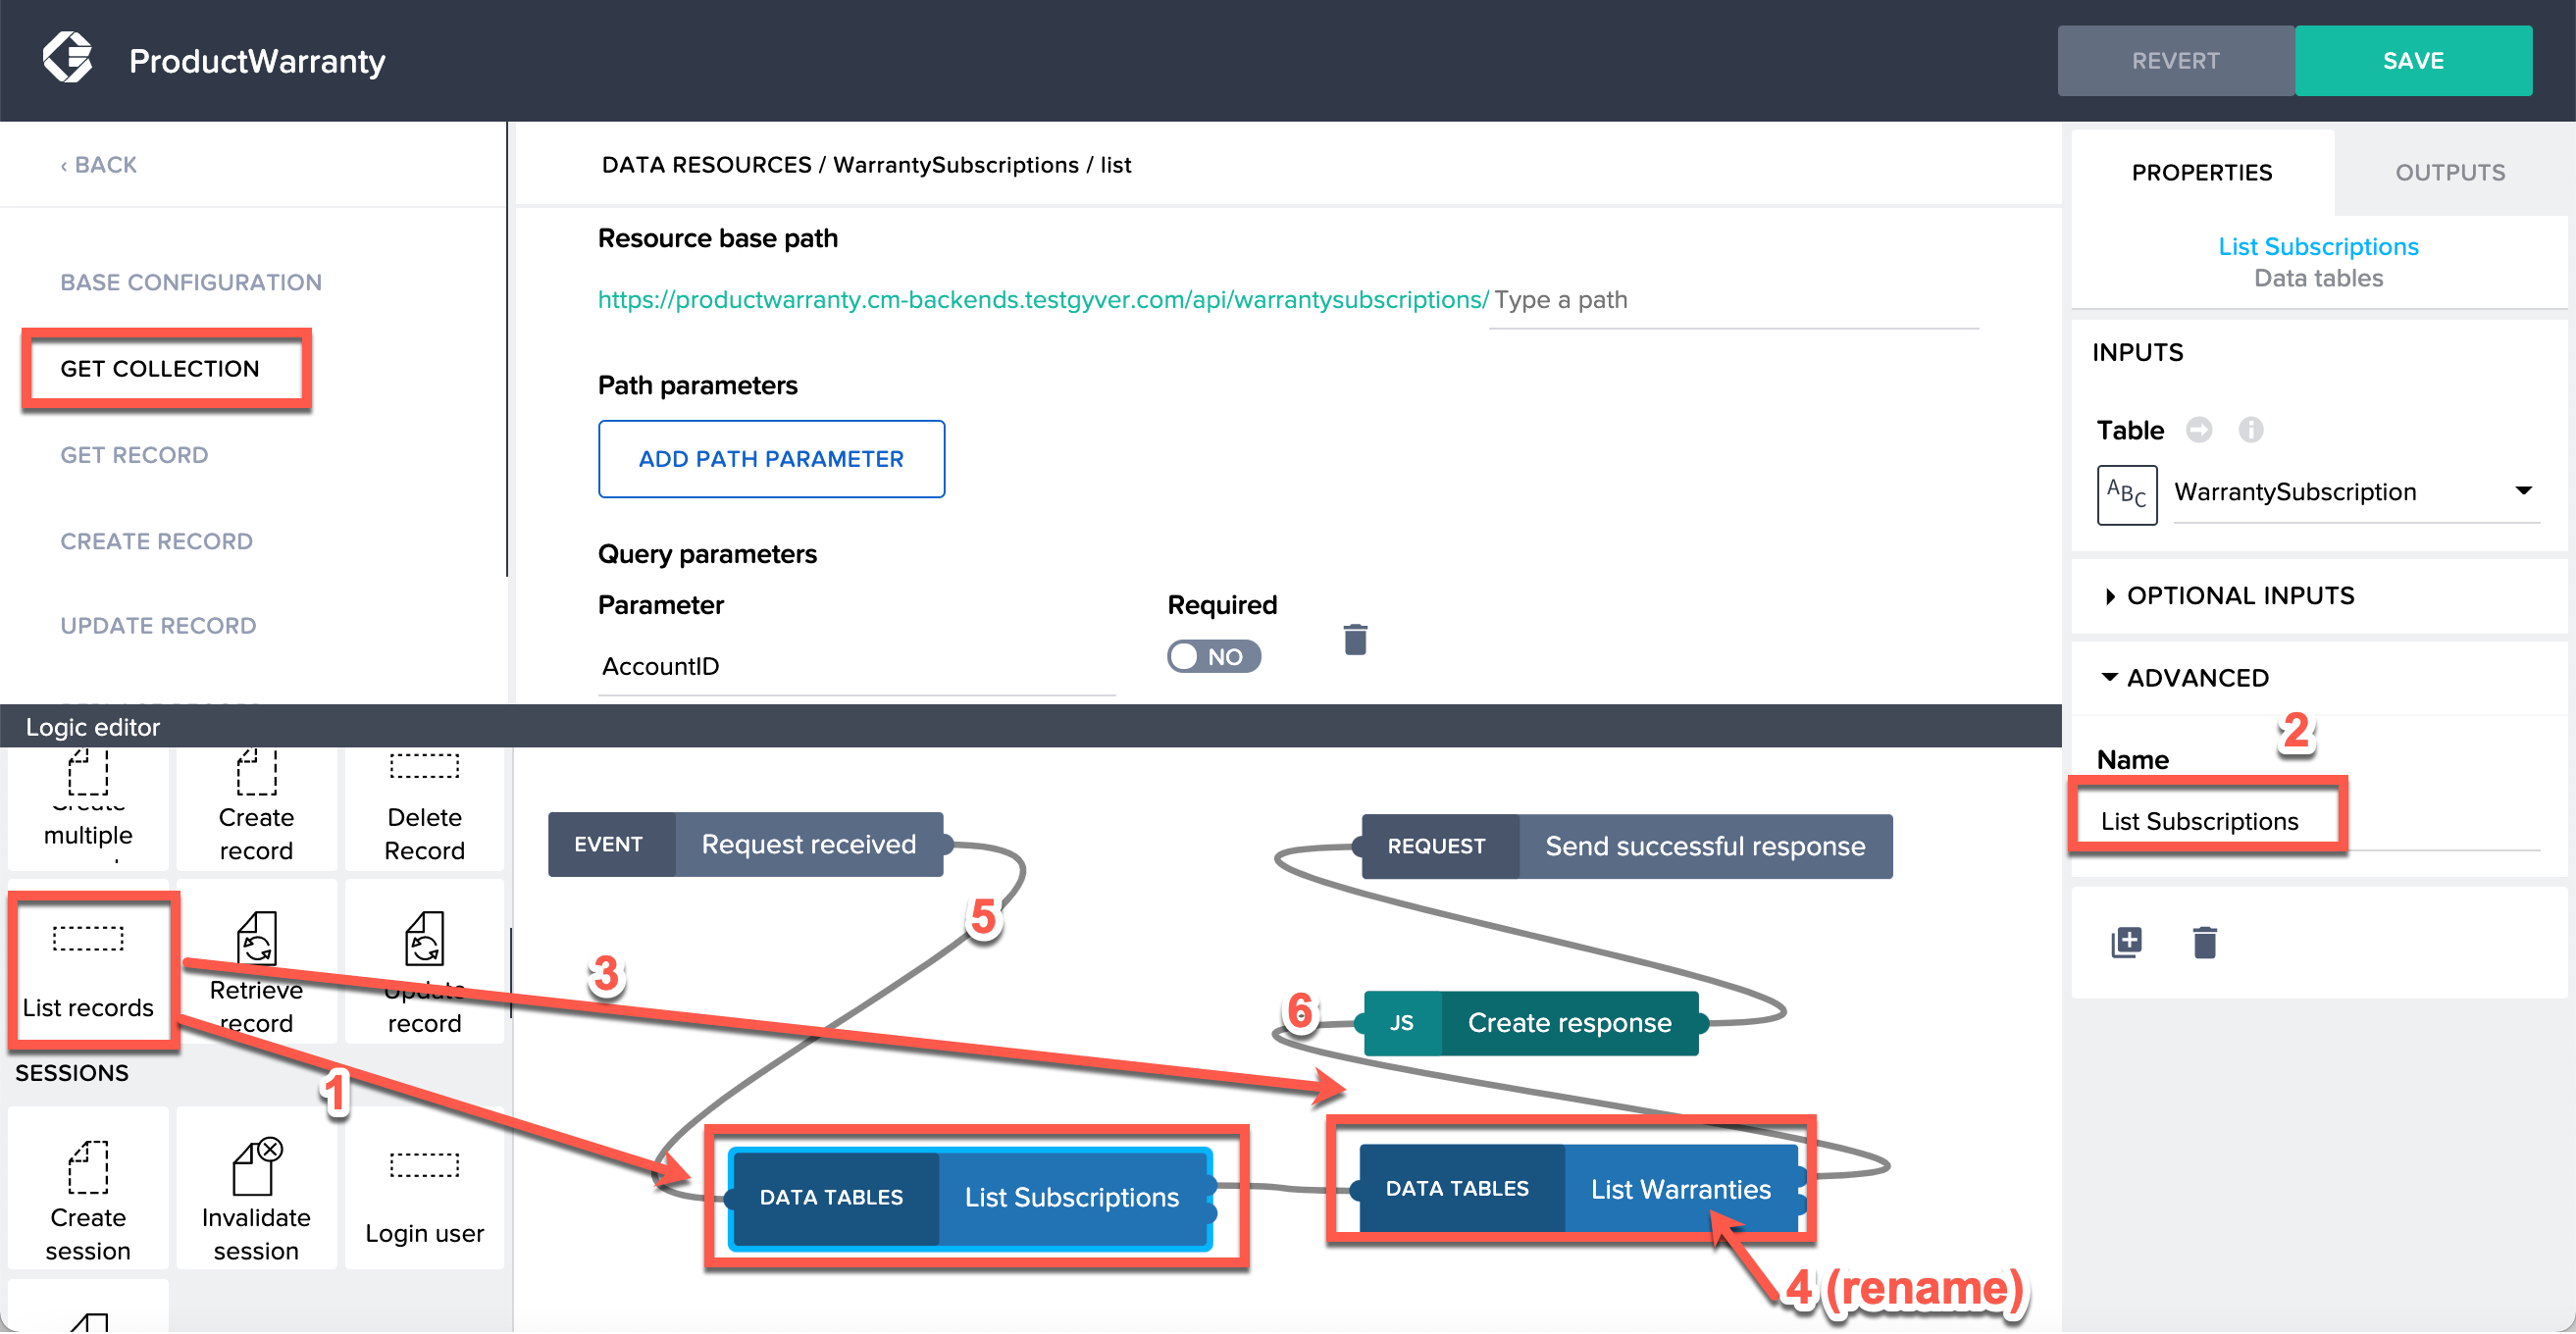 ProductWarranty
REVERT
SAVE
‹ BACK
BASE CONFIGURATION
GET COLLECTION
GET RECORD
CREATE RECORD
UPDATE RECORD
DATA RESOURCES / WarrantySubscriptions / list
Resource base path
https://productwarranty.cm-backends.testgyver.com/api/warrantysubscriptions/ Type a path
Path parameters
ADD PATH PARAMETER
Query parameters
Parameter
Required
AccountID
NO
PROPERTIES
OUTPUTS
List Subscriptions
Data tables
INPUTS
Table
ABC
WarrantySubscription
OPTIONAL INPUTS
ADVANCED
2
Name
List Subscriptions
Logic editor
Create
multiple
Create
record
Delete
Record
List records
Retrieve
record
Update
record
SESSIONS
Create
session
Invalidate
session
Login user
EVENT
Request received
REQUEST
Send successful response
5
3
6
JS
Create response
1
DATA TABLES
List Subscriptions
DATA TABLES
List Warranties
4 (rename)